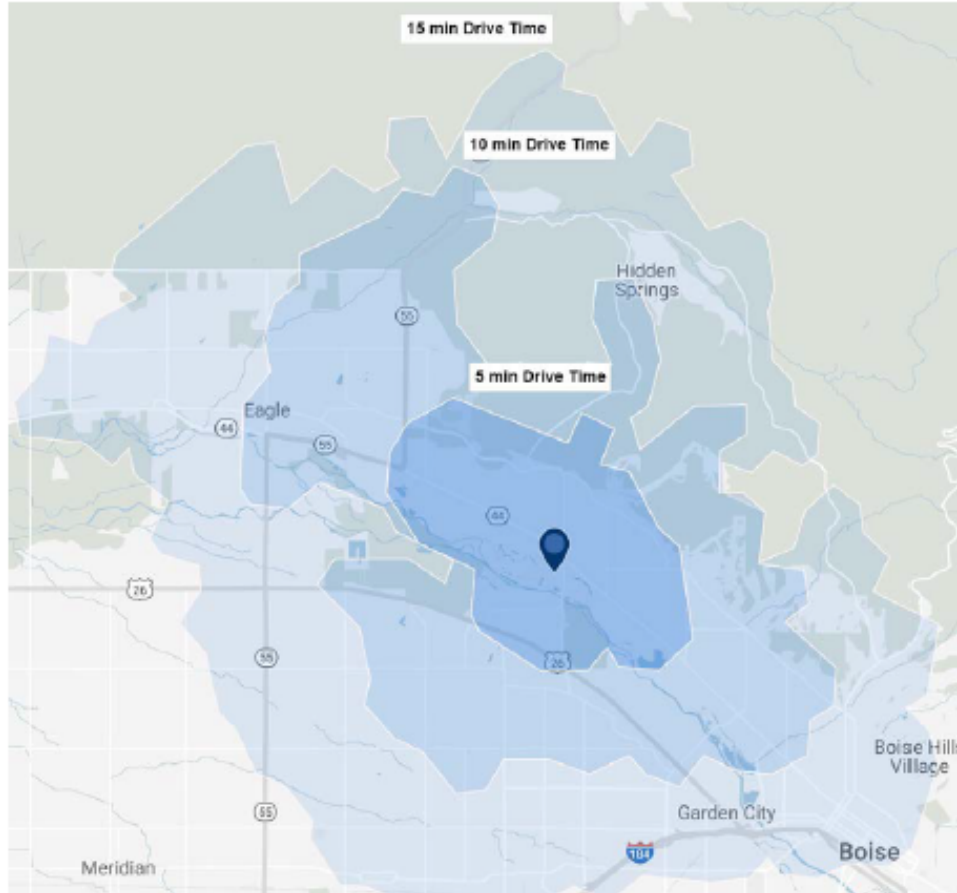 15 min Drive Time
10 min Drive Time
Hidden
Springs
55
5 min Drive Time
Eagle
44
55
44
26
55
26
Boise Hills
Village
55
Garden City
184
Boise
Meridian